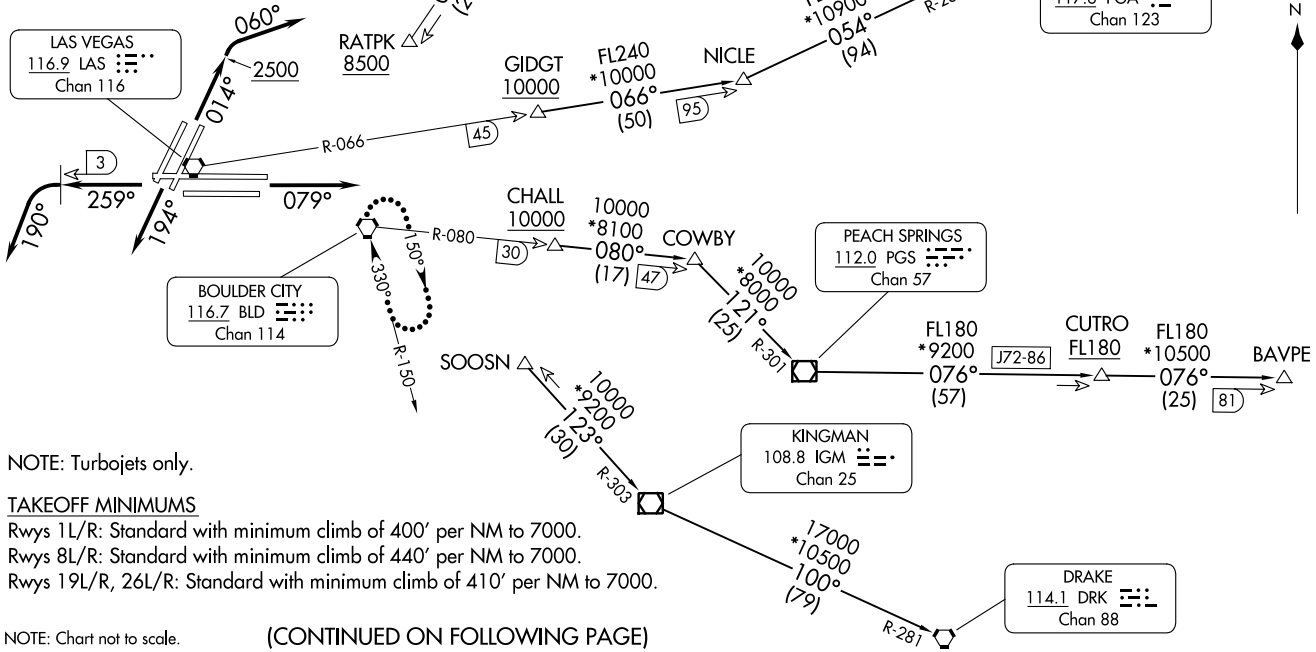 060°
LAS VEGAS
116.9 LAS
Chan 116
2500
014°
RATPK
8500
GIDGT
10000
FL240
*10000
066°
(50)
NICLE
95
*10900
054°
(94)
Chan 123
N
R-066
45
3
259°
079°
190°
194°
CHALL
10000
R-080
30
10000
*8100
080°
(17)
47
COWBY
PEACH SPRINGS
112.0 PGS
Chan 57
BOULDER CITY
116.7 BLD
Chan 114
150°
330°
R-150
10000
*8000
121°
(25)
R-301
FL180
*9200
076°
(57)
J72-86
CUTRO
FL180
FL180
*10500
076°
(25)
81
BAVPE
SOOSN
10000
*9200
123°
(30)
R-303
KINGMAN
108.8 IGM
Chan 25
NOTE: Turbojets only.
TAKEOFF MINIMUMS
Rwys 1L/R: Standard with minimum climb of 400' per NM to 7000.
Rwys 8L/R: Standard with minimum climb of 440' per NM to 7000.
Rwys 19L/R, 26L/R: Standard with minimum climb of 410' per NM to 7000.
17000
*10500
100°
(79)
R-281
DRAKE
114.1 DRK
Chan 88
NOTE: Chart not to scale.
(CONTINUED ON FOLLOWING PAGE)